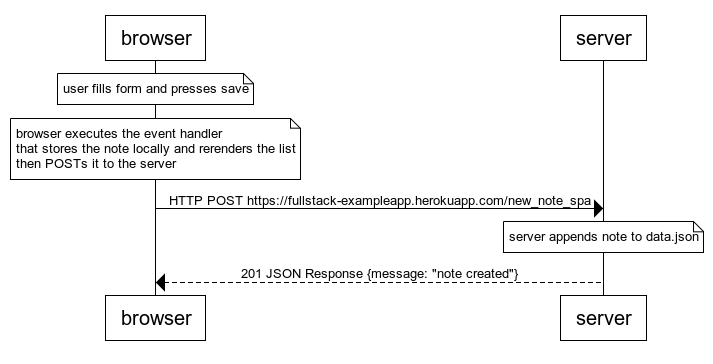 browser
server
user fills form and presses save
browser executes the event handler
that stores the note locally and rerenders the list
then POSTs it to the server
HTTP POST https://fullstack-exampleapp.herokuapp.com/new_note_spa
server appends note to data.json
201 JSON Response {message: "note created"}
browser
server